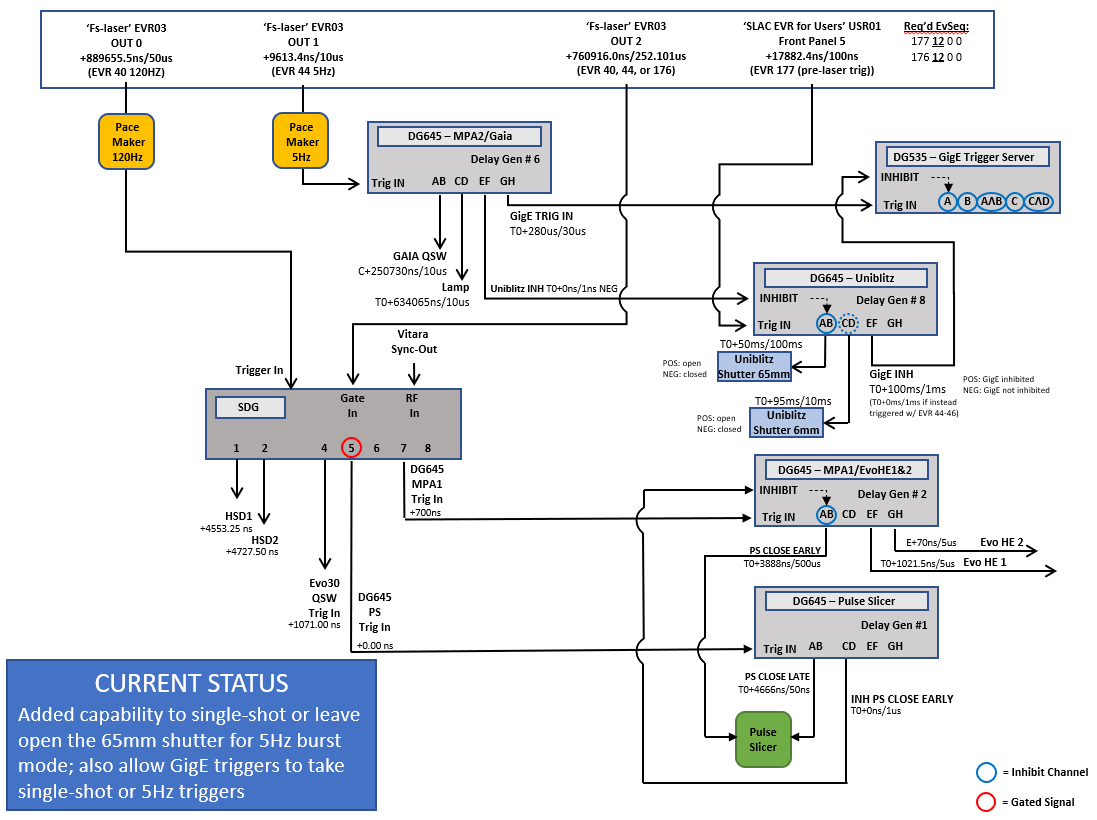 ‘Fs-laser’ EVR03
OUT 0
+889655.5ns/50us
(EVR 40 120HZ)
‘Fs-laser’ EVR03
OUT 1
+9613.4ns/10us
(EVR 44 5Hz)
‘Fs-laser’ EVR03
OUT 2
+760916.0ns/252.101us
(EVR 40, 44, or 176)
‘SLAC EVR for Users’ USR01
Front Panel 5
+17882.4ns/100ns
(EVR 177 (pre-laser trig))
Req’d EvSeq:
177 12 0 0
176 12 0 0
Pace
Maker
120Hz
Pace
Maker
5Hz
DG645 – MPA2/Gaia
Delay Gen # 6
Trig IN AB CD EF GH
DG535 – GigE Trigger Server
INHIBIT
Trig IN A B AΛB C CΛD
GigE TRIG IN
T0+280us/30us
GAIA QSW
C+250730ns/10us
Lamp
T0+634065ns/10us
Uniblitz INH T0+0ns/1ns NEG
DG645 – Uniblitz
INHIBIT Delay Gen # 8
Trig IN AB CD EF GH
T0+50ms/100ms
POS: open
NEG: closed
Uniblitz
Shutter 65mm
GigE INH
T0+100ms/1ms
(T0+0ms/1ms if instead
triggered w/ EVR 44-46)
POS: GigE inhibited
NEG: GigE not inhibited
T0+95ms/10ms
POS: open
NEG: closed
Uniblitz
Shutter 6mm
Vitara
Sync-Out
Trigger In
SDG
Gate
In
RF
In
1 2 4 5 6 7 8
HSD1
+4553.25 ns
HSD2
+4727.50 ns
Evo30
QSW
Trig In
+1071.00 ns
DG645
PS
Trig In
+0.00 ns
DG645
MPA1
Trig In
+700ns
DG645 – MPA1/EvoHE1&2
INHIBIT Delay Gen # 2
Trig IN AB CD EF GH
PS CLOSE EARLY
T0+3888ns/500us
E+70ns/5us Evo HE 2
T0+1021.5ns/5us Evo HE 1
DG645 – Pulse Slicer
Delay Gen #1
Trig IN AB CD EF GH
PS CLOSE LATE
T0+4666ns/50ns
INH PS CLOSE EARLY
T0+0ns/1us
Pulse
Slicer
CURRENT STATUS
Added capability to single-shot or leave
open the 65mm shutter for 5Hz burst
mode; also allow GigE triggers to take
single-shot or 5Hz triggers
= Inhibit Channel
= Gated Signal